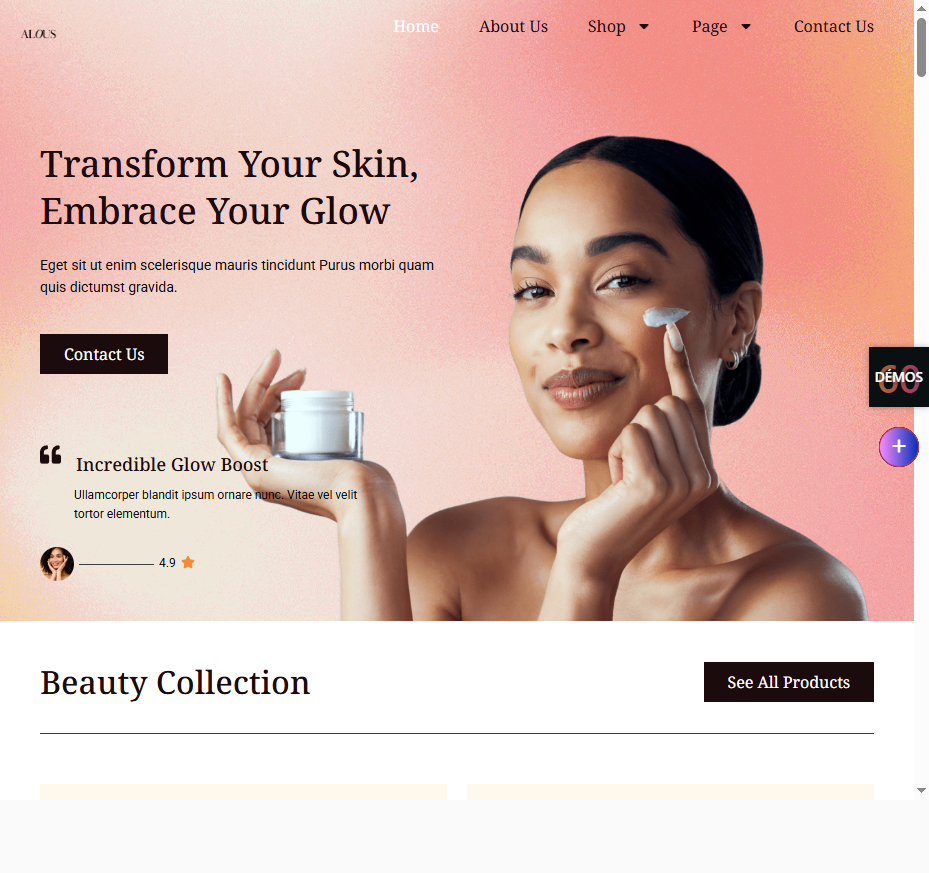 ALOUS
Home About Us Shop Page Contact Us
Transform Your Skin,
Embrace Your Glow
Eget sit ut enim scelerisque mauris tincidunt Purus morbi quam
quis dictumst gravida.
Contact Us
DÉMOS
60
+
Incredible Glow Boost
Ullamcorper blandit ipsum ornare nunc. Vitae vel velit
tortor elementum.
4.9
Beauty Collection
See All Products